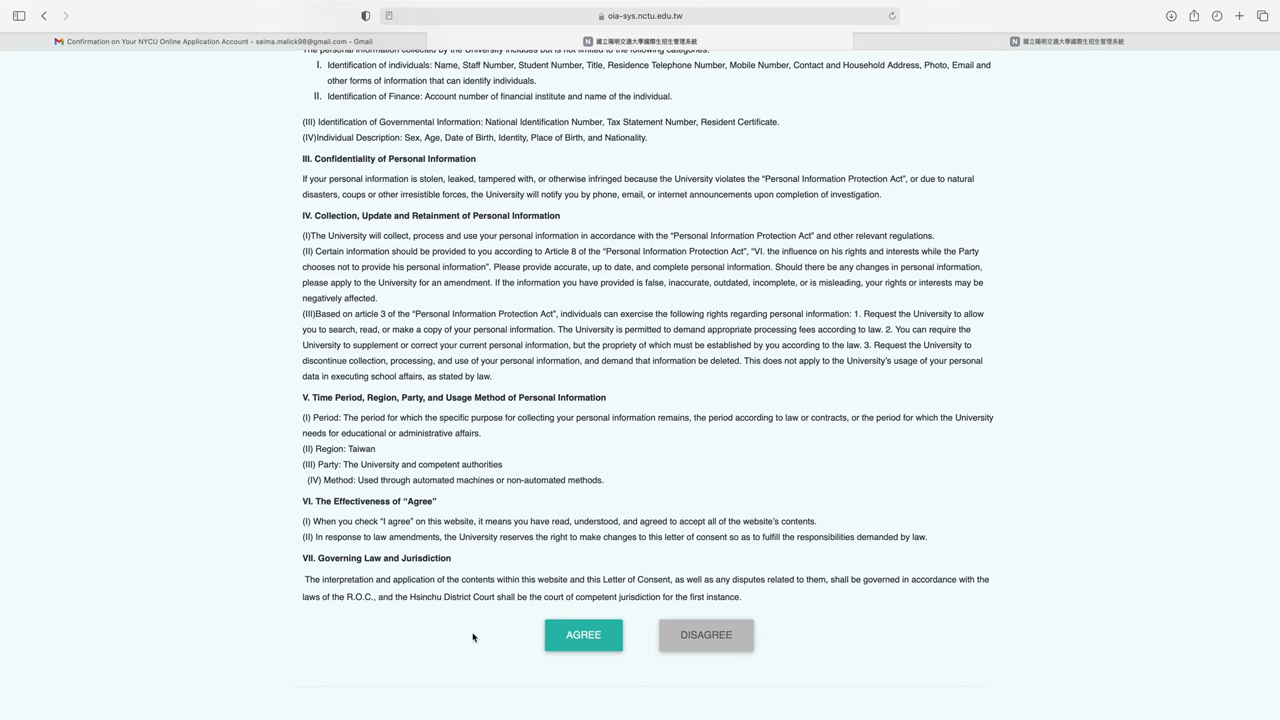 oia-sys.nctu.edu.tw
Confirmation on Your NYCU Online Application Account - saima.malick98@gmail.com - Gmail
N 國立陽明交通大學國際生招生管理系統
N 國立陽明交通大學國際生招生管理系統
The personal information collected by the University includes but is not limited to the following categories:
I. Identification of individuals: Name, Staff Number, Student Number, Title, Residence Telephone Number, Mobile Number, Contact and Household Address, Photo, Email and
other forms of information that can identify individuals.
II. Identification of Finance: Account number of financial institute and name of the individual.
(III) Identification of Governmental Information: National Identification Number, Tax Statement Number, Resident Certificate.
(IV)Individual Description: Sex, Age, Date of Birth, Identity, Place of Birth, and Nationality.
III. Confidentiality of Personal Information
If your personal information is stolen, leaked, tampered with, or otherwise infringed because the University violates the “Personal Information Protection Act”, or due to natural
disasters, coups or other irresistible forces, the University will notify you by phone, email, or internet announcements upon completion of investigation.
IV. Collection, Update and Retainment of Personal Information
(I)The University will collect, process and use your personal information in accordance with the “Personal Information Protection Act” and other relevant regulations.
(II) Certain information should be provided to you according to Article 8 of the “Personal Information Protection Act”, “VI. the influence on his rights and interests while the Party
chooses not to provide his personal information”. Please provide accurate, up to date, and complete personal information. Should there be any changes in personal information,
please apply to the University for an amendment. If the information you have provided is false, inaccurate, outdated, incomplete, or is misleading, your rights or interests may be
negatively affected.
(III)Based on article 3 of the “Personal Information Protection Act”, individuals can exercise the following rights regarding personal information: 1. Request the University to allow
you to search, read, or make a copy of your personal information. The University is permitted to demand appropriate processing fees according to law. 2. You can require the
University to supplement or correct your current personal information, but the propriety of which must be established by you according to the law. 3. Request the University to
discontinue collection, processing, and use of your personal information, and demand that information be deleted. This does not apply to the University’s usage of your personal
data in executing school affairs, as stated by law.
V. Time Period, Region, Party, and Usage Method of Personal Information
(I) Period: The period for which the specific purpose for collecting your personal information remains, the period according to law or contracts, or the period for which the University
needs for educational or administrative affairs.
(II) Region: Taiwan
(III) Party: The University and competent authorities
(IV) Method: Used through automated machines or non-automated methods.
VI. The Effectiveness of “Agree”
(I) When you check “I agree” on this website, it means you have read, understood, and agreed to accept all of the website’s contents.
(II) In response to law amendments, the University reserves the right to make changes to this letter of consent so as to fulfill the responsibilities demanded by law.
VII. Governing Law and Jurisdiction
The interpretation and application of the contents within this website and this Letter of Consent, as well as any disputes related to them, shall be governed in accordance with the
laws of the R.O.C., and the Hsinchu District Court shall be the court of competent jurisdiction for the first instance.
AGREE
DISAGREE